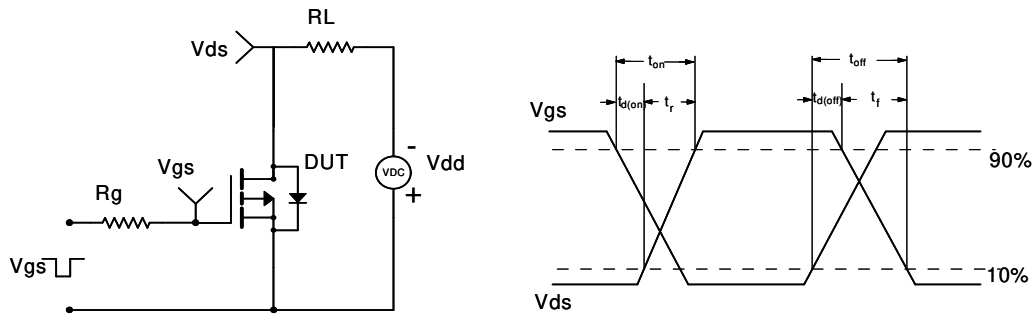 RL
Vds
Vgs
DUT
-
VDC
Vdd
+
Rg
Vgs
ton
toff
td(on)
tr
td(off)
tf
Vgs
90%
10%
Vds